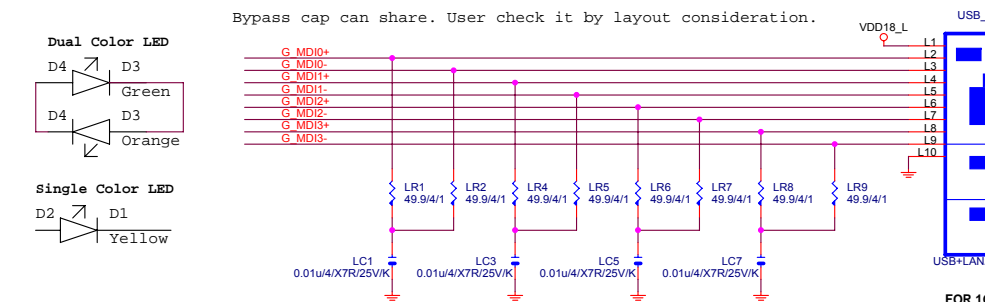 Bypass cap can share. User check it by layout consideration.
VDD18_L
USB_
Dual Color LED
D4 D3
Green
D4 D3
Orange
Single Color LED
D2 D1
Yellow
G_MDI0+
G_MDI0-
G_MDI1+
G_MDI1-
G_MDI2+
G_MDI2-
G_MDI3+
G_MDI3-
L1
L2
L3
L4
L5
L6
L7
L8
L9
L10
LR1 LR2 LR4 LR5 LR6 LR7 LR8 LR9
49.9/4/1 49.9/4/1 49.9/4/1 49.9/4/1 49.9/4/1 49.9/4/1 49.9/4/1 49.9/4/1
LC1 LC3 LC5 LC7
0.01u/4/X7R/25V/K 0.01u/4/X7R/25V/K 0.01u/4/X7R/25V/K 0.01u/4/X7R/25V/K
USB+LAN
FOR